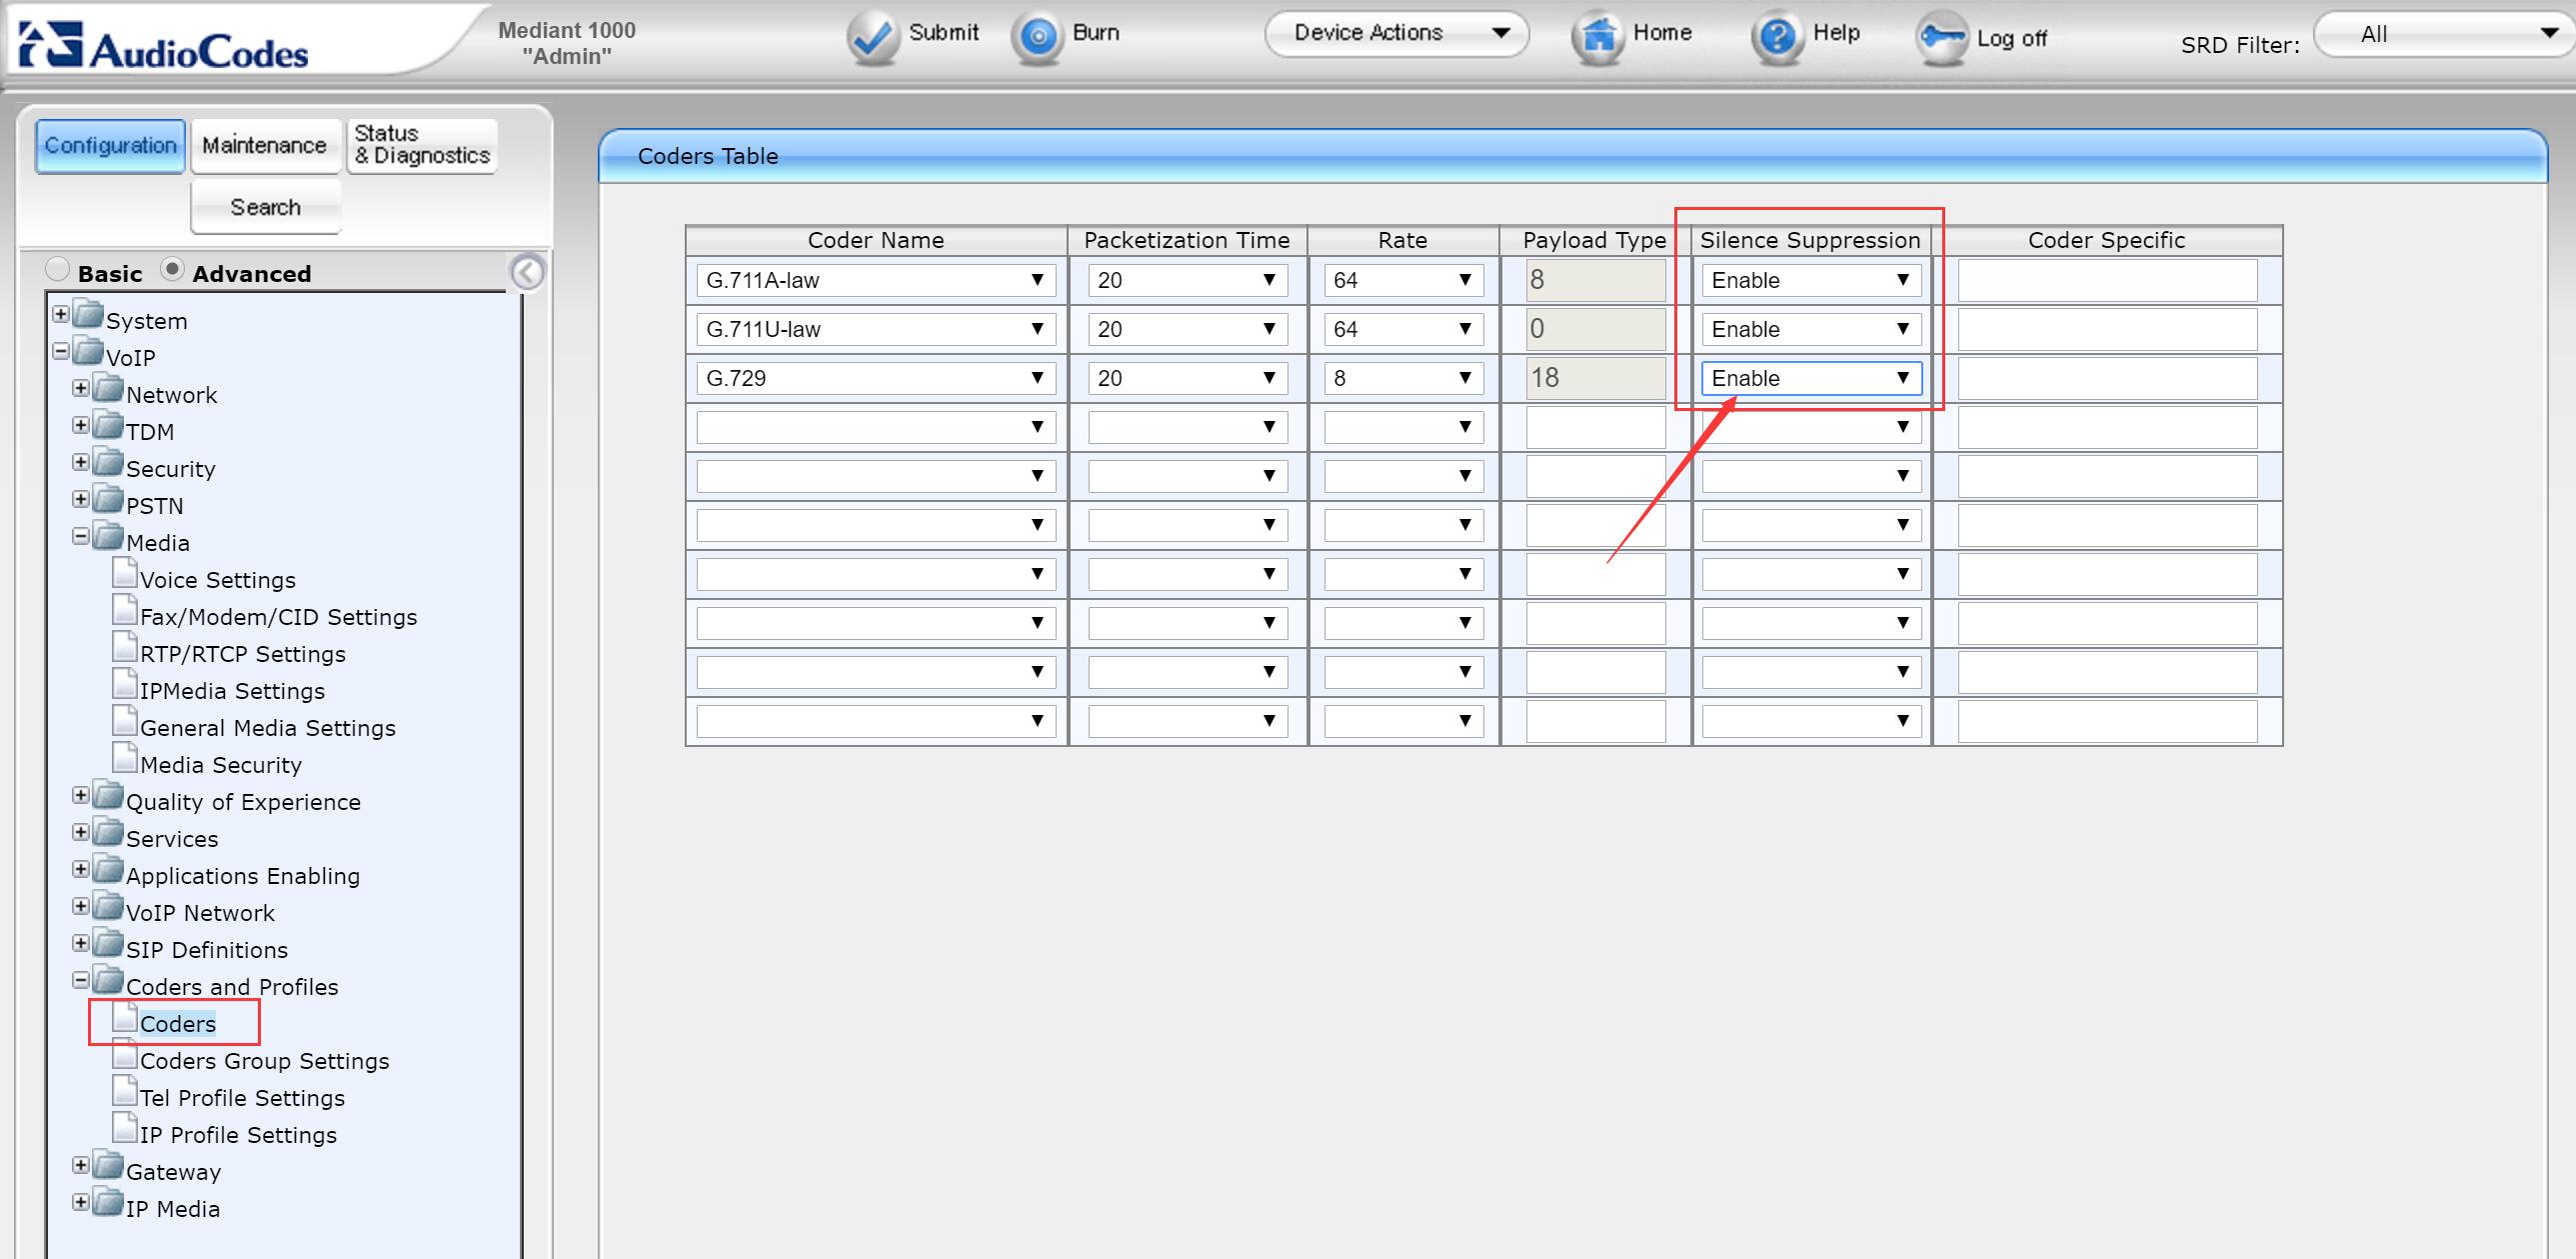 AudioCodes
Mediant 1000
"Admin"
Submit
Burn
Device Actions
Home
Help
Log off
SRD Filter:
All
Configuration
Maintenance
Status
& Diagnostics
Search
Basic
Advanced
System
VoIP
Network
TDM
Security
PSTN
Media
Voice Settings
Fax/Modem/CID Settings
RTP/RTCP Settings
IPMedia Settings
General Media Settings
Media Security
Quality of Experience
Services
Applications Enabling
VoIP Network
SIP Definitions
Coders and Profiles
Coders
Coders Group Settings
Tel Profile Settings
IP Profile Settings
Gateway
IP Media
Coders Table
Coder Name Packetization Time Rate Payload Type Silence Suppression Coder Specific
G.711A-law 20 64 8 Enable
G.711U-law 20 64 0 Enable
G.729 20 8 18 Enable